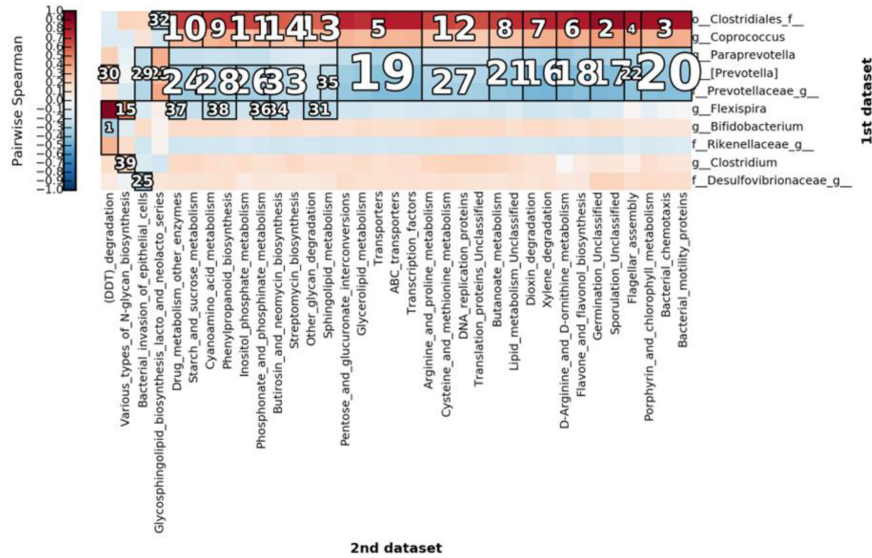 Pairwise Spearman
1.0
0.9
0.8
0.7
0.6
0.5
0.4
0.3
0.2
0.1
0.0
−0.1
−0.2
−0.3
−0.4
−0.5
−0.6
−0.7
−0.8
−0.9
−1.0
32 10 9 11 14 13 5 12 8 7 6 2 4 3
30 29 24 28 26 33 35 19 27 21 16 18 17 22 20
15 37 38 36 34 31
1
39
25
o__Clostridiales_f__
g__Coprococcus
g__Paraprevotella
g__[Prevotella]
f__Prevotellaceae_g__
g__Flexispira
g__Bifidobacterium
f__Rikenellaceae_g__
g__Clostridium
f__Desulfovibrionaceae_g__
1st dataset
(DDT)_degradation
Various_types_of_N-glycan_biosynthesis
Bacterial_invasion_of_epithelial_cells
Glycosphingolipid_biosynthesis_lacto_and_neolacto_series
Drug_metabolism_other_enzymes
Starch_and_sucrose_metabolism
Cyanoamino_acid_metabolism
Phenylpropanoid_biosynthesis
Inositol_phosphate_metabolism
Phosphonate_and_phosphinate_metabolism
Butirosin_and_neomycin_biosynthesis
Streptomycin_biosynthesis
Other_glycan_degradation
Sphingolipid_metabolism
Pentose_and_glucuronate_interconversions
Glycerolipid_metabolism
Transporters
ABC_transporters
Transcription_factors
Arginine_and_proline_metabolism
Cysteine_and_methionine_metabolism
DNA_replication_proteins
Translation_proteins_Unclassified
Butanoate_metabolism
Lipid_metabolism_Unclassified
Dioxin_degradation
Xylene_degradation
D-Arginine_and_D-ornithine_metabolism
Flavone_and_flavonol_biosynthesis
Germination_Unclassified
Sporulation_Unclassified
Flagellar_assembly
Porphyrin_and_chlorophyll_metabolism
Bacterial_chemotaxis
Bacterial_motility_proteins
2nd dataset